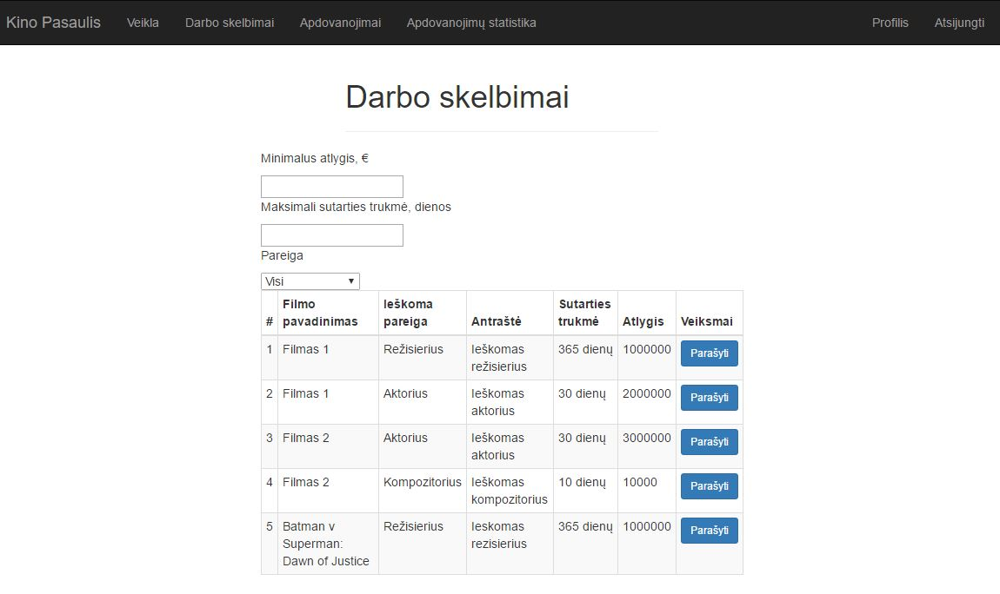 Kino Pasaulis Veikla Darbo skelbimai Apdovanojimai Apdovanojimų statistika Profilis Atsijungti
Darbo skelbimai
Minimalus atlygis, €
Maksimali sutarties trukmė, dienos
Pareiga
Visi
# Filmo pavadinimas Ieškoma pareiga Antraštė Sutarties trukmė Atlygis Veiksmai
1 Filmas 1 Režisierius Ieškomas režisierius 365 dienų 1000000 Parašyti
2 Filmas 1 Aktorius Ieškomas aktorius 30 dienų 2000000 Parašyti
3 Filmas 2 Aktorius Ieškomas aktorius 30 dienų 3000000 Parašyti
4 Filmas 2 Kompozitorius Ieškomas kompozitorius 10 dienų 10000 Parašyti
5 Batman v Superman: Dawn of Justice Režisierius Ieskomas rezisierius 365 dienų 1000000 Parašyti